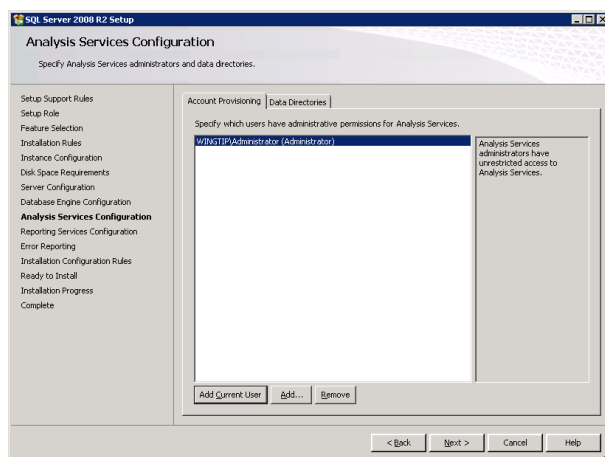 SQL Server 2008 R2 Setup
Analysis Services Configuration
Specify Analysis Services administrators and data directories.
Setup Support Rules
Setup Role
Feature Selection
Installation Rules
Instance Configuration
Disk Space Requirements
Server Configuration
Database Engine Configuration
Analysis Services Configuration
Reporting Services Configuration
Error Reporting
Installation Configuration Rules
Ready to Install
Installation Progress
Complete
Account Provisioning
Data Directories
Specify which users have administrative permissions for Analysis Services.
WINGTIP\Administrator (Administrator)
Analysis Services
administrators have
unrestricted access to
Analysis Services.
Add Current User
Add...
Remove
< Back
Next >
Cancel
Help